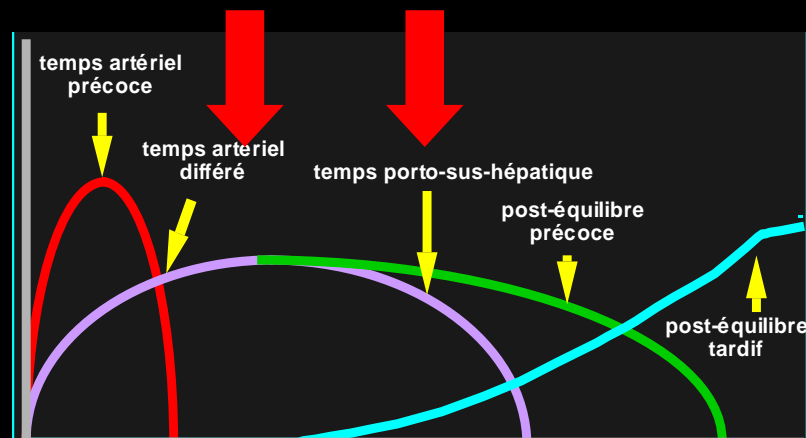 temps artériel
précoce
temps artériel
différé
temps porto-sus-hépatique
post-équilibre
précoce
post-équilibre
tardif